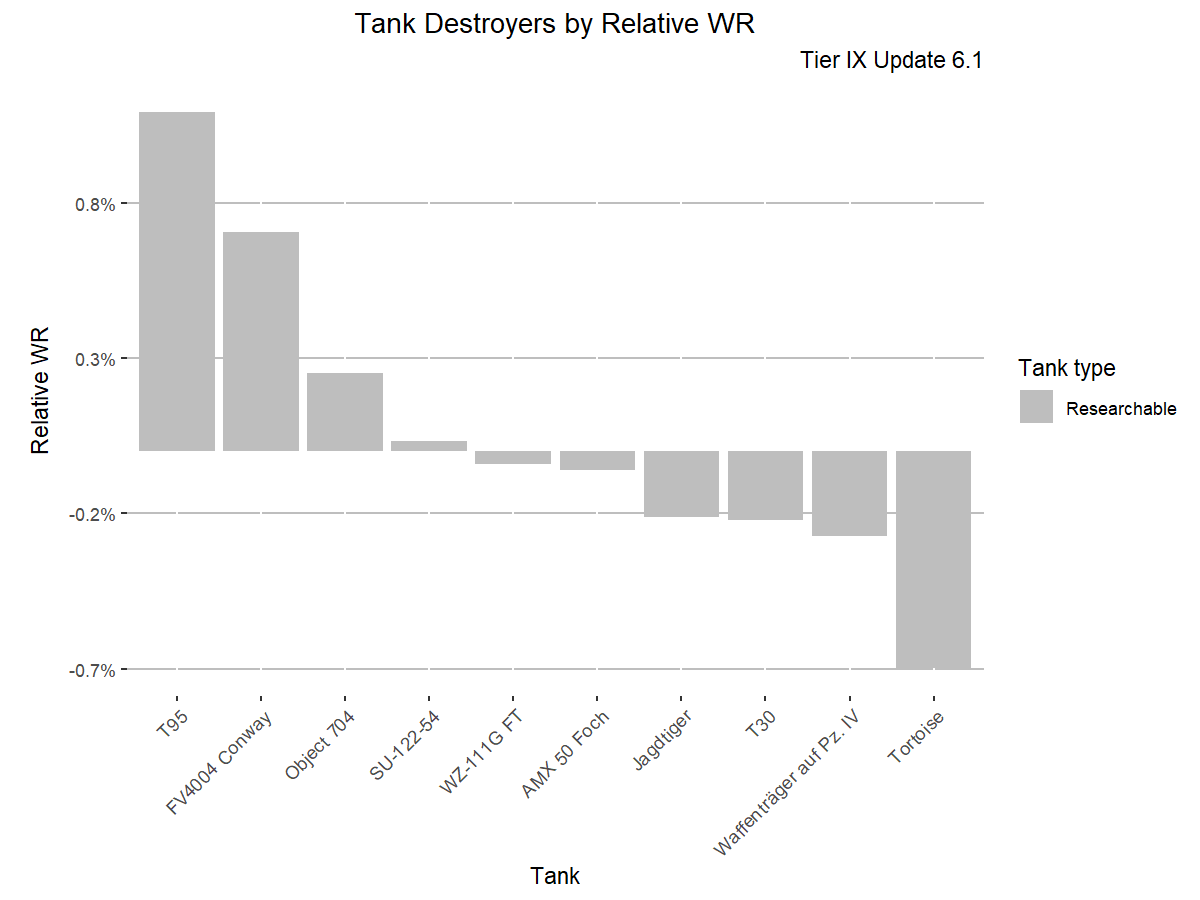 Tank Destroyers by Relative WR
Tier IX Update 6.1
0.8%
0.3%
-0.2%
-0.7%
Relative WR
T95
FV4004 Conway
Object 704
SU-122-54
WZ-111G FT
AMX 50 Foch
Jagdtiger
T30
Waffenträger auf Pz. IV
Tortoise
Tank
Tank type
Researchable